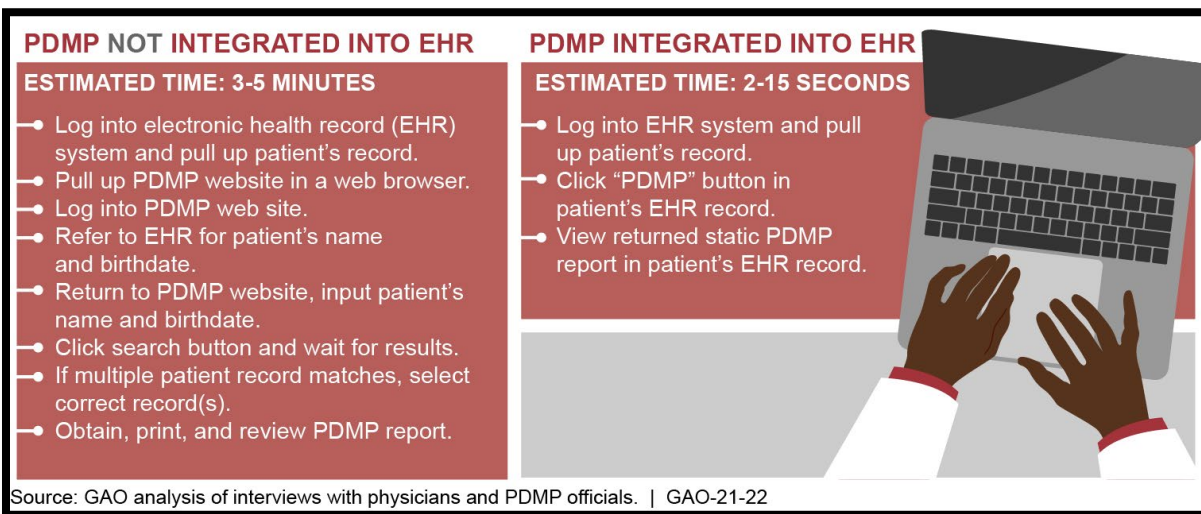 PDMP NOT INTEGRATED INTO EHR
ESTIMATED TIME: 3-5 MINUTES
Log into electronic health record (EHR)
system and pull up patient's record.
Pull up PDMP website in a web browser.
Log into PDMP web site.
Refer to EHR for patient's name
and birthdate.
Return to PDMP website, input patient's
name and birthdate.
Click search button and wait for results.
If multiple patient record matches, select
correct record(s).
Obtain, print, and review PDMP report.
PDMP INTEGRATED INTO EHR
ESTIMATED TIME: 2-15 SECONDS
Log into EHR system and pull
up patient's record.
Click “PDMP” button in
patient's EHR record.
View returned static PDMP
report in patient's EHR record.
Source: GAO analysis of interviews with physicians and PDMP officials. | GAO-21-22